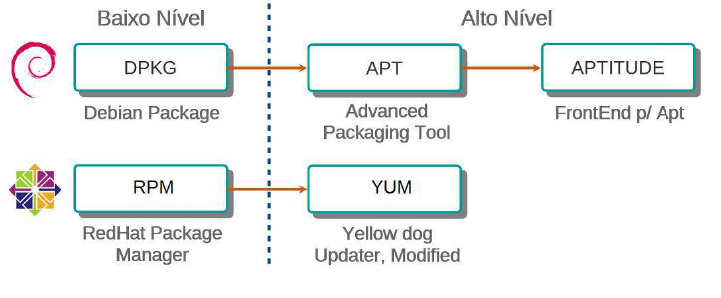 Baixo Nível
Alto Nível
DPKG
APT
APTITUDE
Debian Package
Advanced
Packaging Tool
FrontEnd p/ Apt
RPM
YUM
RedHat Package
Manager
Yellow dog
Updater, Modified